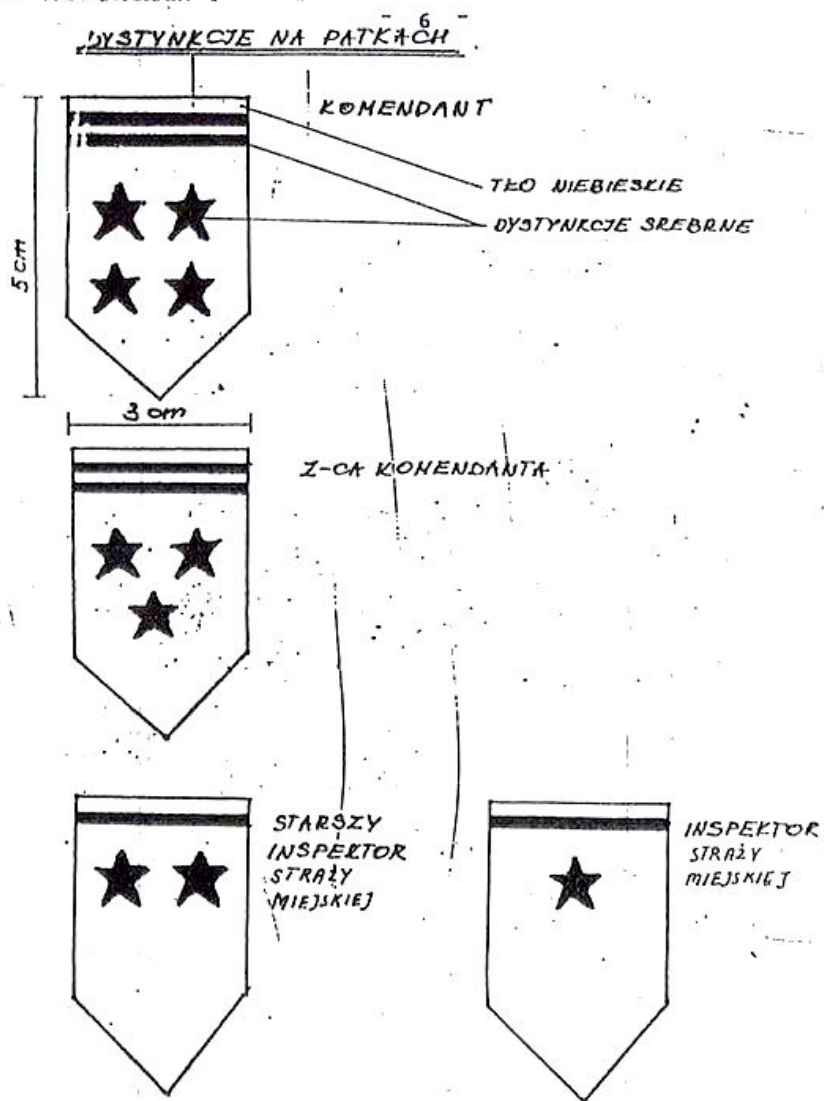 - 6 -
DYSTYNKCJE NA PATKACH
KOMENDANT
TŁO NIEBIESKIE
DYSTYNKCJE SREBRNE
5 cm
3 cm
Z-CA KOMENDANTA
STARSZY
INSPEKTOR
STRAŻY
MIEJSKIEJ
INSPEKTOR
STRAŻY
MIEJSKIEJ